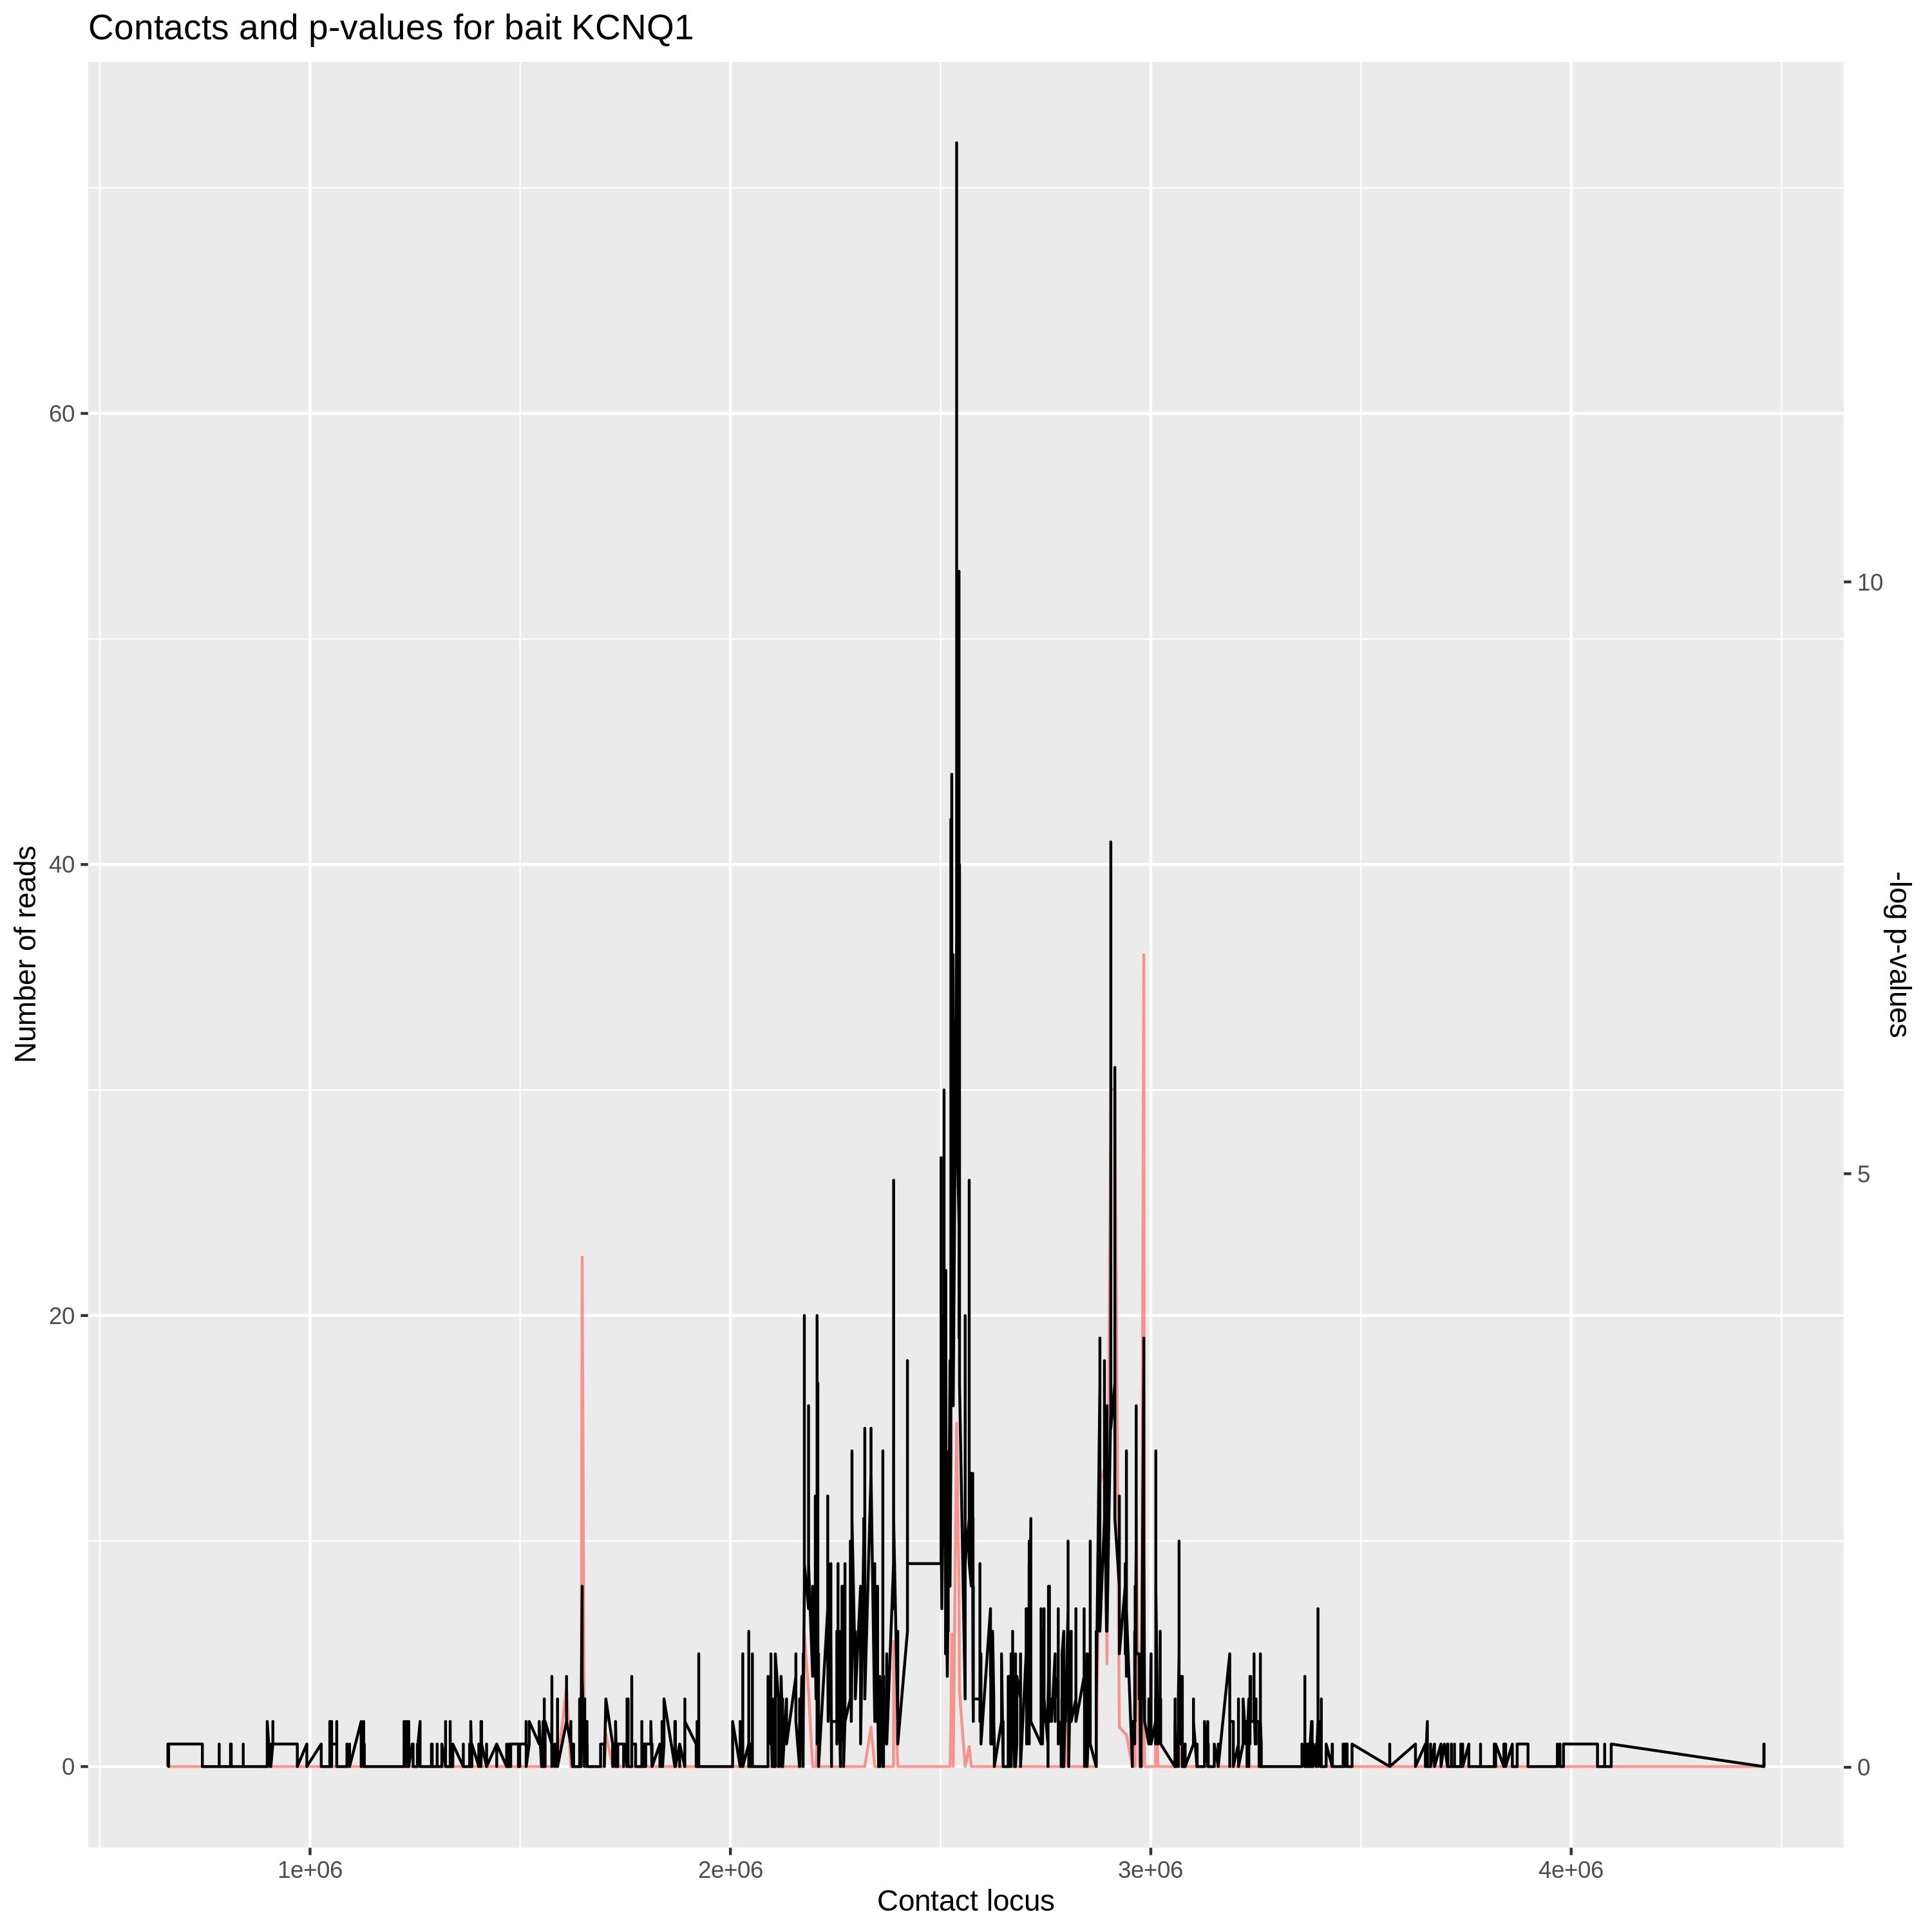 Contacts and p-values for bait KCNQ1
60
40
20
0
Number of reads
10
5
0
-log p-values
1e+06
2e+06
3e+06
4e+06
Contact locus